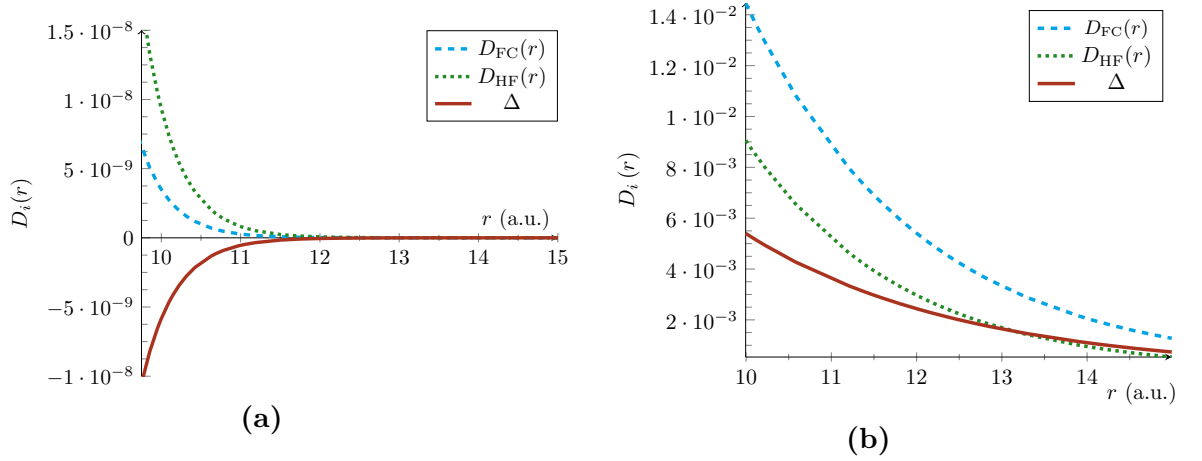 1.5 · 10⁻⁸
1 · 10⁻⁸
5 · 10⁻⁹
0
−5 · 10⁻⁹
−1 · 10⁻⁸
D_i(r)
D_FC(r)
D_HF(r)
Δ
r (a.u.)
10 11 12 13 14 15
(a)
1.4 · 10⁻²
1.2 · 10⁻²
1 · 10⁻²
8 · 10⁻³
6 · 10⁻³
4 · 10⁻³
2 · 10⁻³
D_i(r)
D_FC(r)
D_HF(r)
Δ
10 11 12 13 14
r (a.u.)
(b)